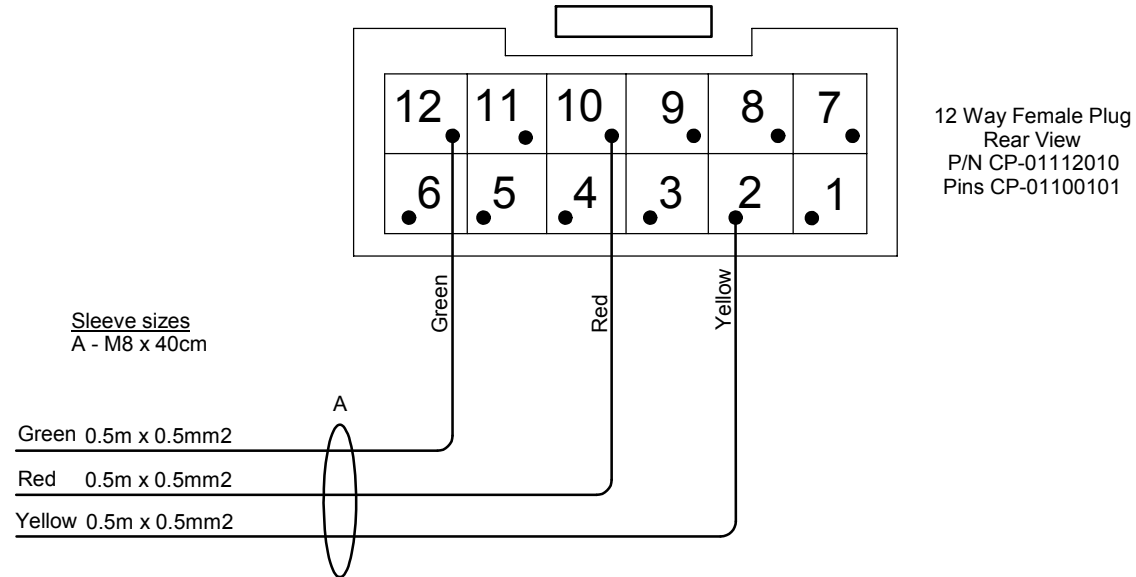 12 11 10 9 8 7
6 5 4 3 2 1
12 Way Female Plug
Rear View
P/N CP-01112010
Pins CP-01100101
Green
Red
Yellow
Sleeve sizes
A - M8 x 40cm
A
Green 0.5m x 0.5mm2
Red 0.5m x 0.5mm2
Yellow 0.5m x 0.5mm2